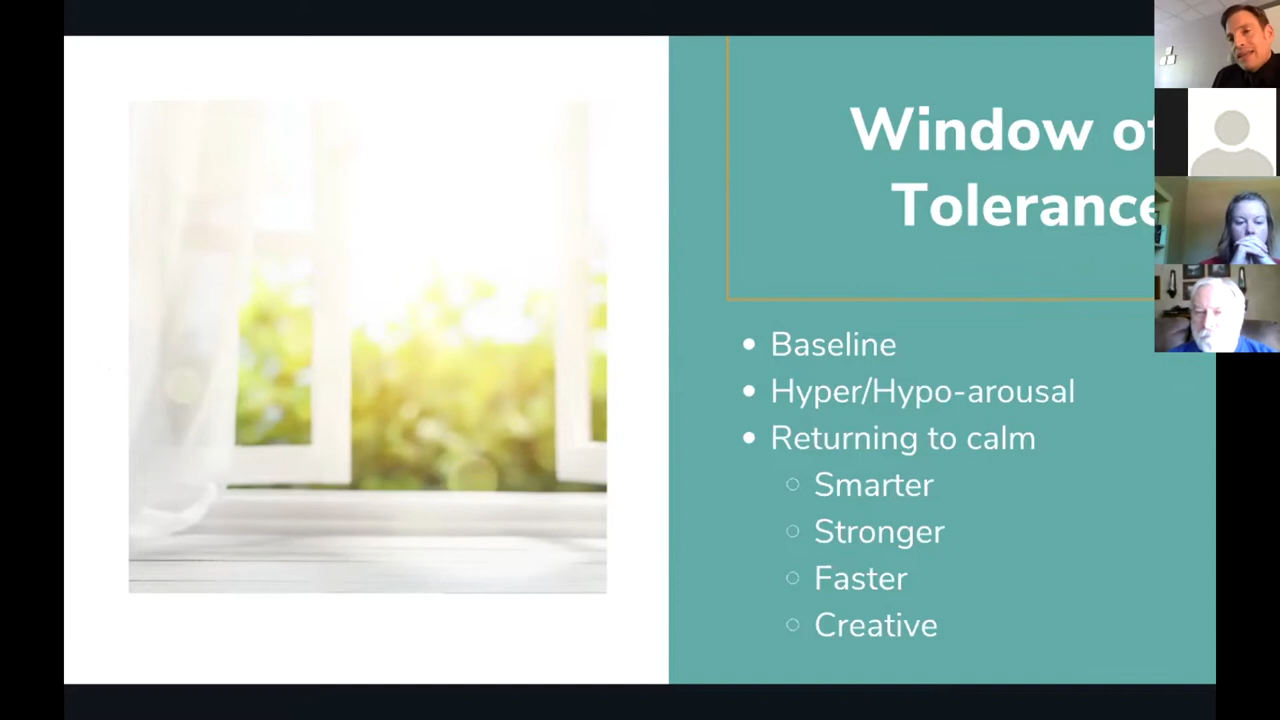 Window of
Tolerance
Baseline
Hyper/Hypo-arousal
Returning to calm
Smarter
Stronger
Faster
Creative